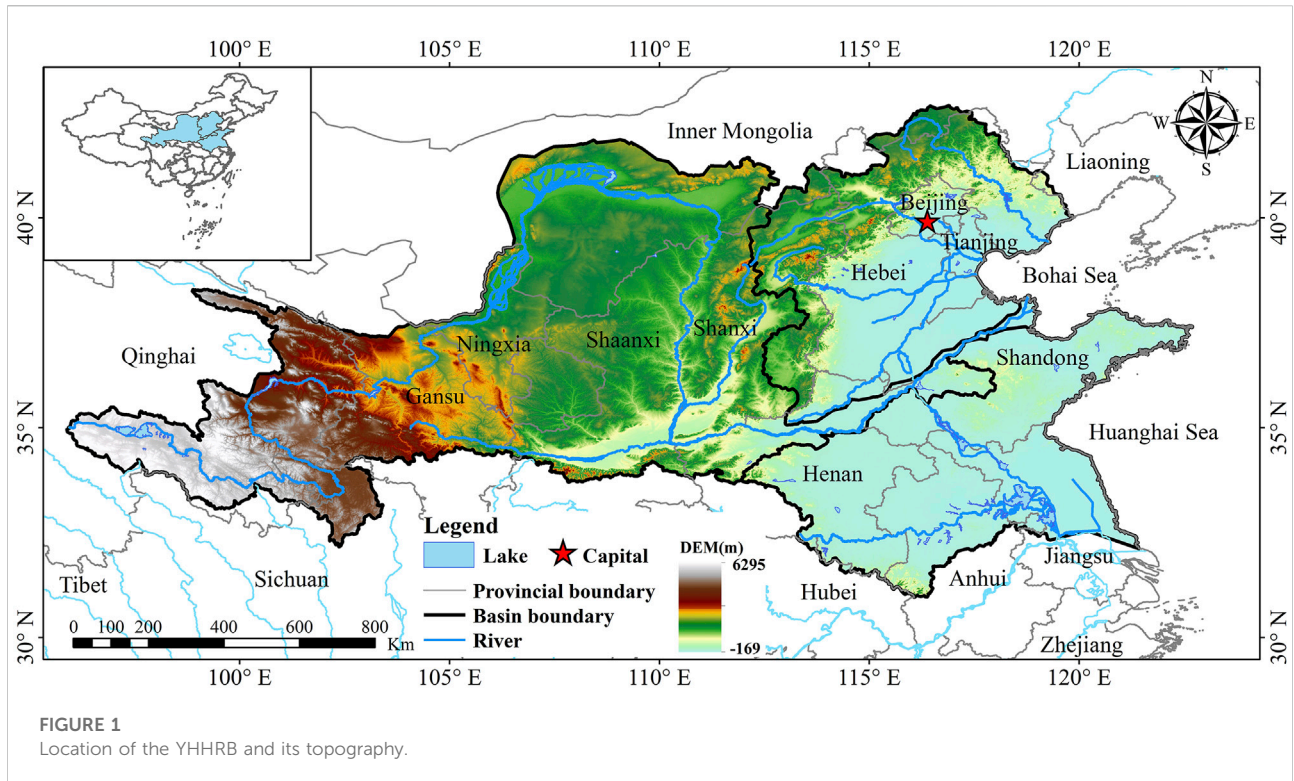 100° E 105° E 110° E 115° E 120° E
N
W E
S
Inner Mongolia
Liaoning
40° N 40° N
Beijing
Tianjing
Hebei
Bohai Sea
Qinghai
Ningxia
Shaanxi
Shanxi
Shandong
Gansu
35° N 35° N
Huanghai Sea
Henan
Legend
Lake Capital
Provincial boundary
Basin boundary
River
DEM(m)
6295
-169
Tibet
Sichuan
Hubei
Anhui
Jiangsu
Zhejiang
0 100 200 400 600 800
Km
30° N 30° N
100° E 105° E 110° E 115° E 120° E
FIGURE 1
Location of the YHHRB and its topography.